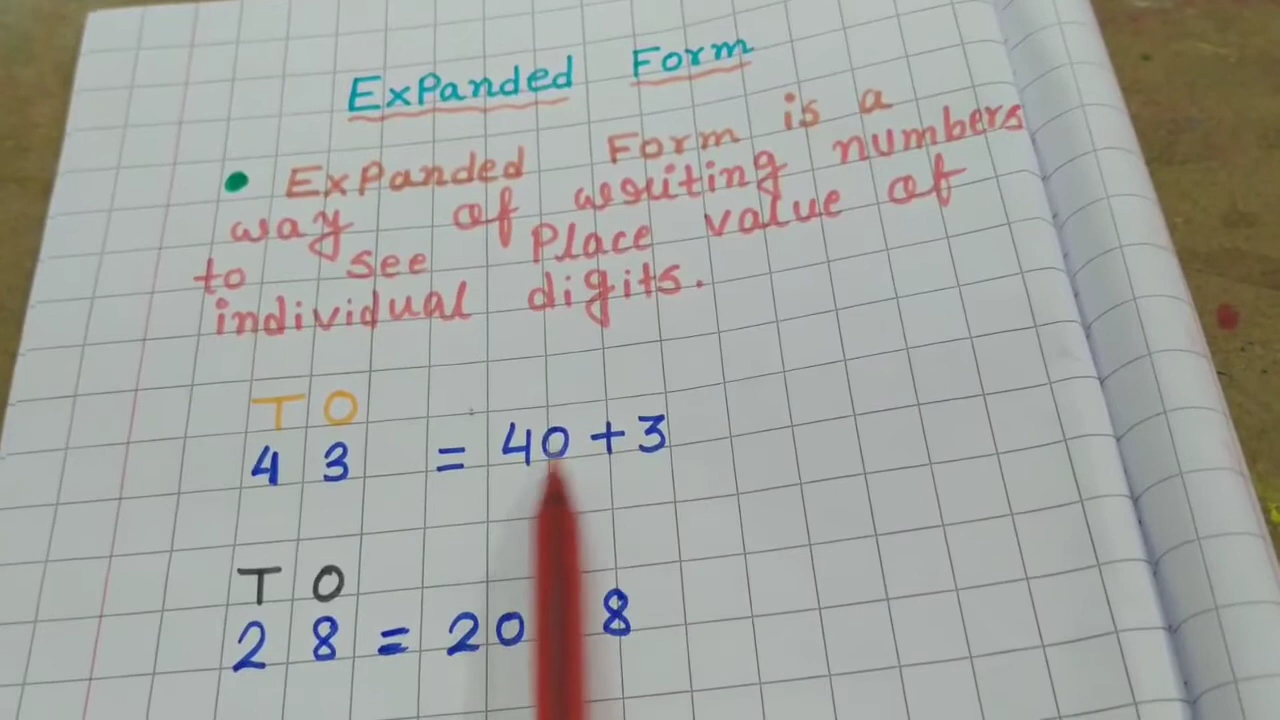 ExPanded Form
• ExPanded Form is a
way of writing numbers
to see Place value of
individual digits.
T O
4 3 = 40 + 3
T O
2 8 = 20 8